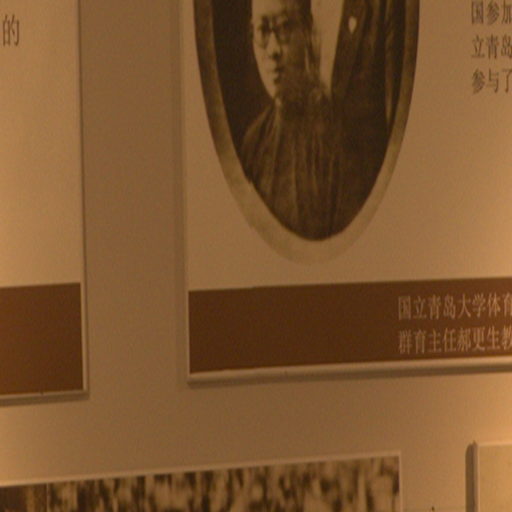 的
国参加
立青岛
参与了
国立青岛大学体育
群育主任郝更生教